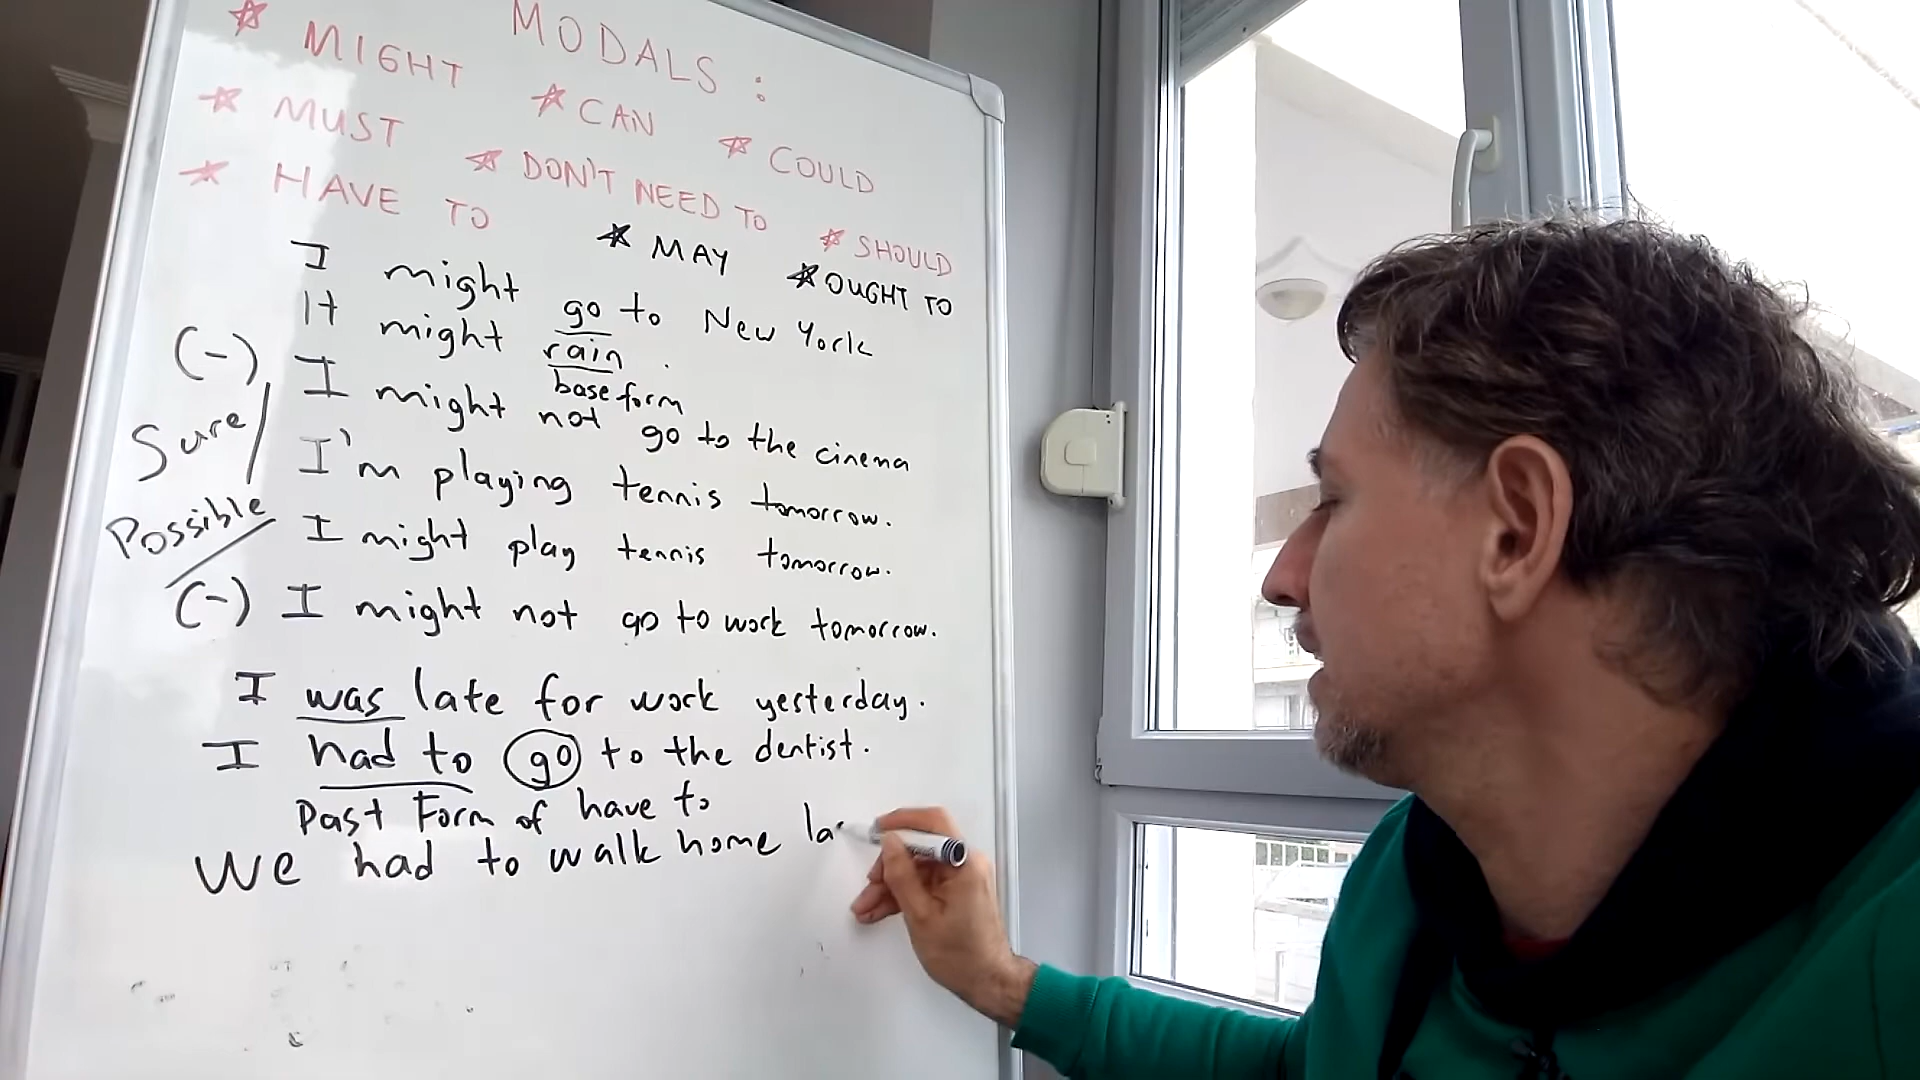 MODALS :
☆ MIGHT ☆ CAN ☆ COULD
☆ MUST ☆ DON'T NEED TO ☆ SHOULD
☆ HAVE TO ☆ MAY ☆ OUGHT TO
I might go to New York
It might rain .
base form
(-) I might not go to the cinema
Sure I'm playing tennis tomorrow.
Possible I might play tennis tomorrow.
(-) I might not go to work tomorrow.
I was late for work yesterday.
I had to go to the dentist.
Past Form of have to
We had to walk home